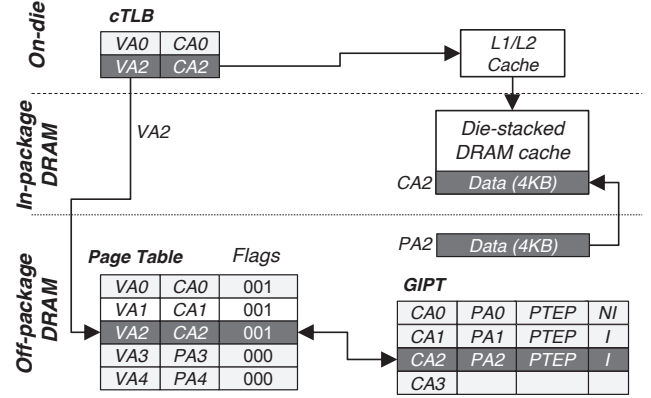 On-die
cTLB
VA0 CA0
VA2 CA2
L1/L2
Cache
In-package
DRAM
VA2
Die-stacked
DRAM cache
CA2 Data (4KB)
Off-package
DRAM
PA2 Data (4KB)
Page Table Flags
VA0 CA0 001
VA1 CA1 001
VA2 CA2 001
VA3 PA3 000
VA4 PA4 000
GIPT
CA0 PA0 PTEP NI
CA1 PA1 PTEP I
CA2 PA2 PTEP I
CA3